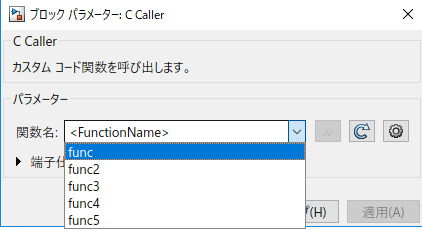 ブロック パラメーター: C Caller
C Caller
カスタム コード関数を呼び出します。
パラメーター
関数名: <FunctionName>
func
端子仕
func2
func3
func4
func5
(H)
適用(A)